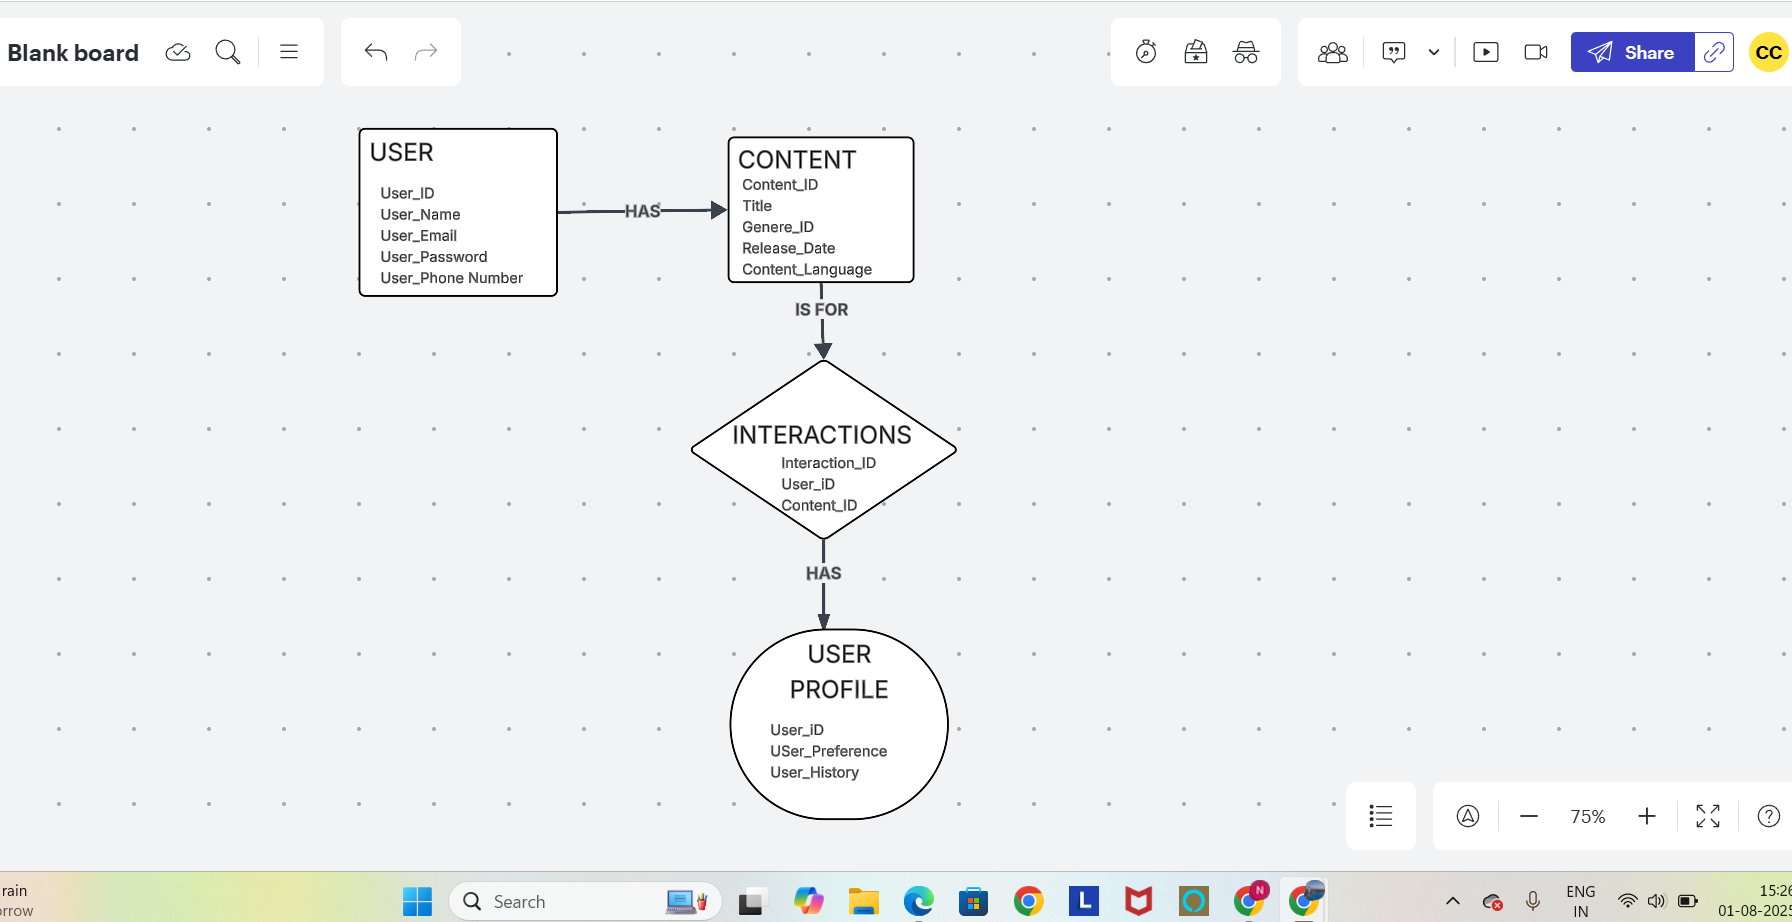 Blank board
Share
CC
USER
User_ID
User_Name
User_Email
User_Password
User_Phone Number
HAS
CONTENT
Content_ID
Title
Genere_ID
Release_Date
Content_Language
IS FOR
INTERACTIONS
Interaction_ID
User_iD
Content_ID
HAS
USER
PROFILE
User_iD
USer_Preference
User_History
75%
rain
orrow
Search
L
N
ENG
IN
15:26
01-08-2025